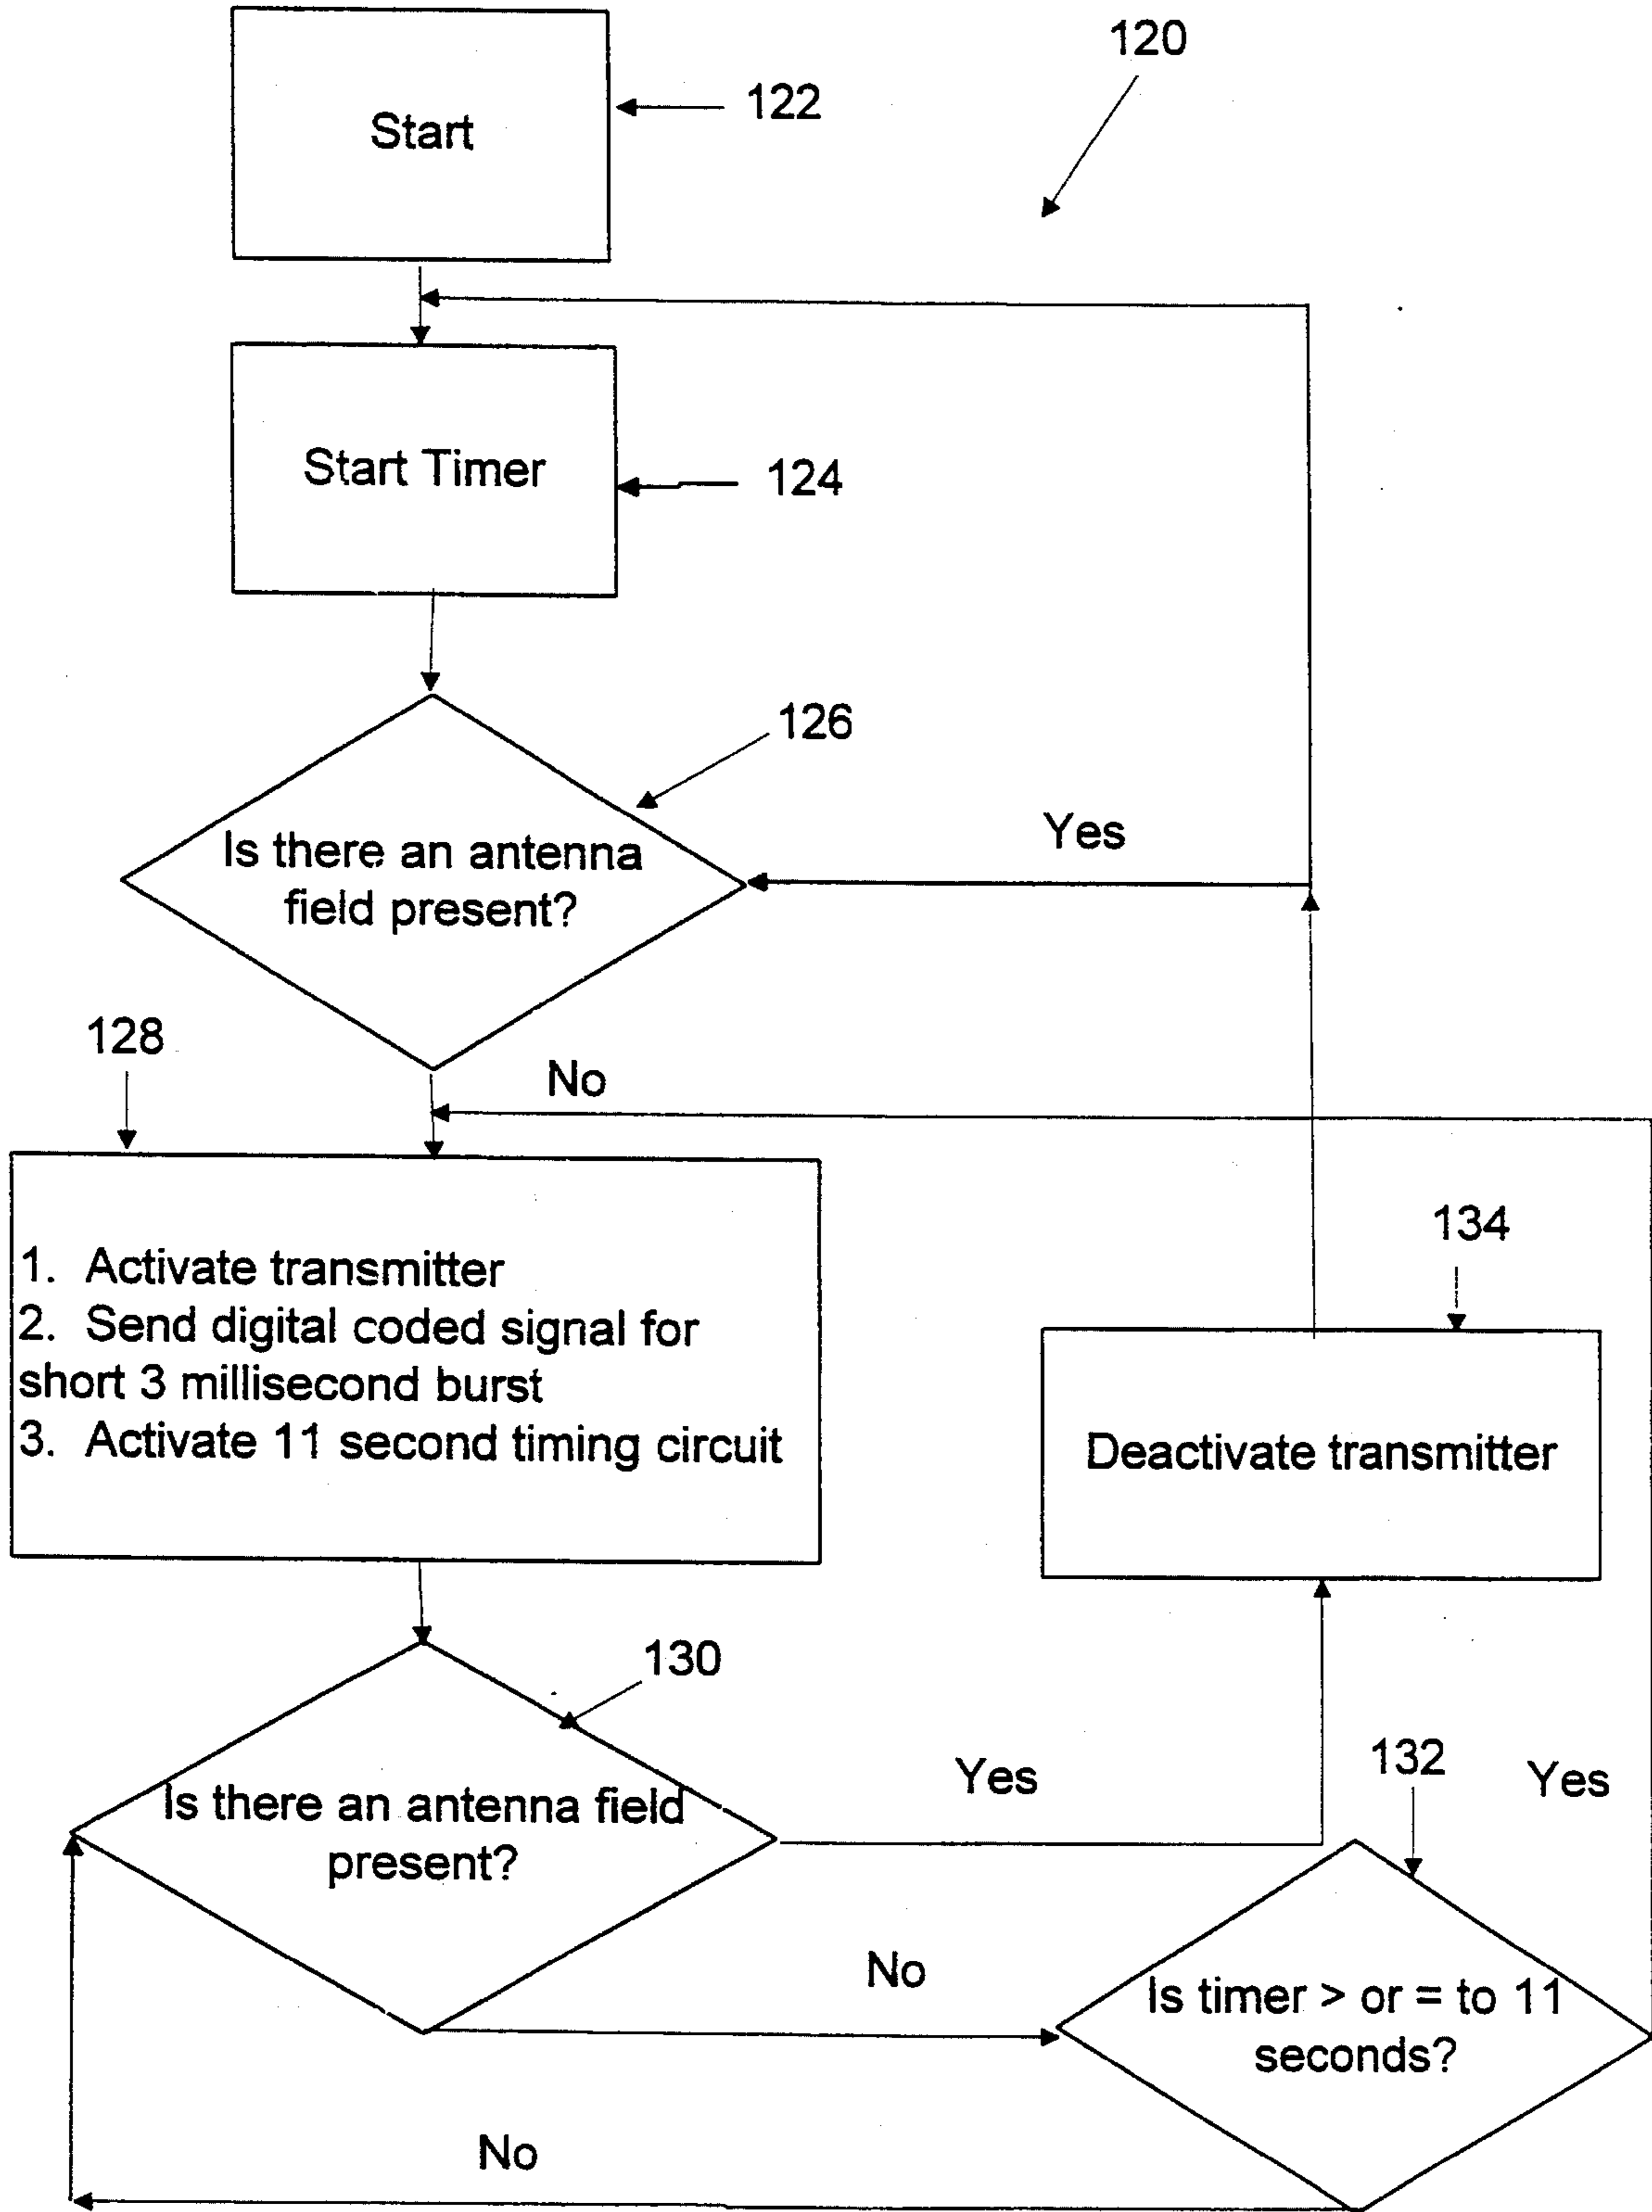 120
Start
122
Start Timer
124
126
Is there an antenna
field present?
Yes
128
No
1. Activate transmitter
2. Send digital coded signal for
short 3 millisecond burst
3. Activate 11 second timing circuit
134
Deactivate transmitter
130
Is there an antenna field
present?
Yes
132
Yes
No
Is timer > or = to 11
seconds?
No